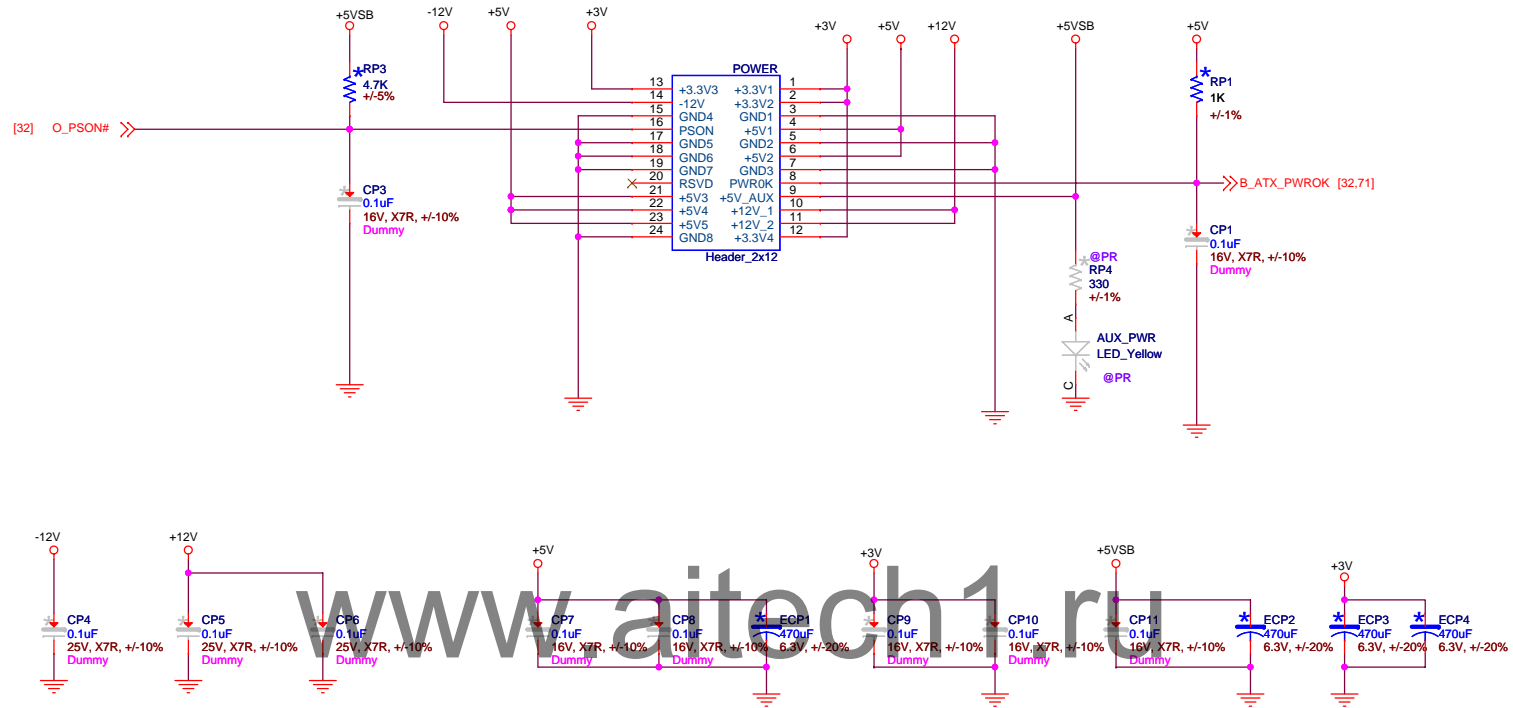 +5VSB
-12V
+5V
+3V
+3V
+5V
+12V
+5VSB
+5V
RP3
4.7K
+/-5%
[32] O_PSON#
CP3
0.1uF
16V, X7R, +/-10%
Dummy
POWER
13 +3.3V3 +3.3V1 1
14 -12V +3.3V2 2
15 GND4 GND1 3
16 PSON +5V1 4
17 GND5 GND2 5
18 GND6 +5V2 6
19 GND7 GND3 7
20 RSVD PWR0K 8
21 +5V3 +5V_AUX 9
22 +5V4 +12V_1 10
23 +5V5 +12V_2 11
24 GND8 +3.3V4 12
Header_2x12
RP1
1K
+/-1%
B_ATX_PWROK [32,71]
CP1
0.1uF
16V, X7R, +/-10%
Dummy
@PR
RP4
330
+/-1%
A
AUX_PWR
LED_Yellow
@PR
C
-12V
+12V
+5V
+3V
+5VSB
+3V
CP4
0.1uF
25V, X7R, +/-10%
Dummy
CP5
0.1uF
25V, X7R, +/-10%
Dummy
CP6
0.1uF
25V, X7R, +/-10%
Dummy
CP7
0.1uF
16V, X7R, +/-10%
Dummy
CP8
0.1uF
16V, X7R, +/-10%
Dummy
ECP1
470uF
6.3V, +/-20%
CP9
0.1uF
16V, X7R, +/-10%
Dummy
CP10
0.1uF
16V, X7R, +/-10%
Dummy
CP11
0.1uF
16V, X7R, +/-10%
Dummy
ECP2
470uF
6.3V, +/-20%
ECP3
470uF
6.3V, +/-20%
ECP4
470uF
6.3V, +/-20%
www.aitech1.ru